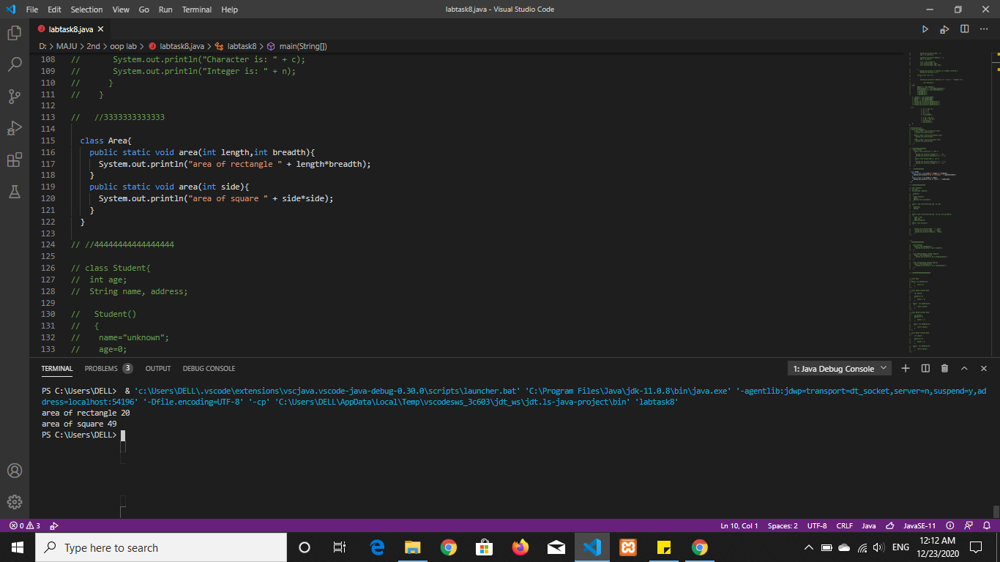 File Edit Selection View Go Run Terminal Help
labtask8.java - Visual Studio Code
labtask8.java
D: > MAJU > 2nd > oop lab > labtask8.java > labtask8 > main(String[])
108 // System.out.println("Character is: " + c);
109 // System.out.println("Integer is: " + n);
110 // }
111 // }
112
113 // //3333333333333
114
115 class Area{
116 public static void area(int length,int breadth){
117 System.out.println("area of rectangle " + length*breadth);
118 }
119 public static void area(int side){
120 System.out.println("area of square " + side*side);
121 }
122 }
123
124 // //44444444444444444
125
126 // class Student{
127 // int age;
128 // String name, address;
129
130 // Student()
131 // {
132 // name="unknown";
133 // age=0;
TERMINAL PROBLEMS 3 OUTPUT DEBUG CONSOLE
1: Java Debug Console
PS C:\Users\DELL> & 'c:\Users\DELL\.vscode\extensions\vscjava.vscode-java-debug-0.30.0\scripts\launcher.bat' 'C:\Program Files\Java\jdk-11.0.8\bin\java.exe' '-agentlib:jdwp=transport=dt_socket,server=n,suspend=y,ad
dress=localhost:54196' '-Dfile.encoding=UTF-8' '-cp' 'C:\Users\DELL\AppData\Local\Temp\vscodesws_3c603\jdt_ws\jdt.ls-java-project\bin' 'labtask8'
area of rectangle 20
area of square 49
PS C:\Users\DELL>
0 3
Ln 10, Col 1 Spaces: 2 UTF-8 CRLF Java JavaSE-11
Type here to search
ENG
12:12 AM
12/23/2020